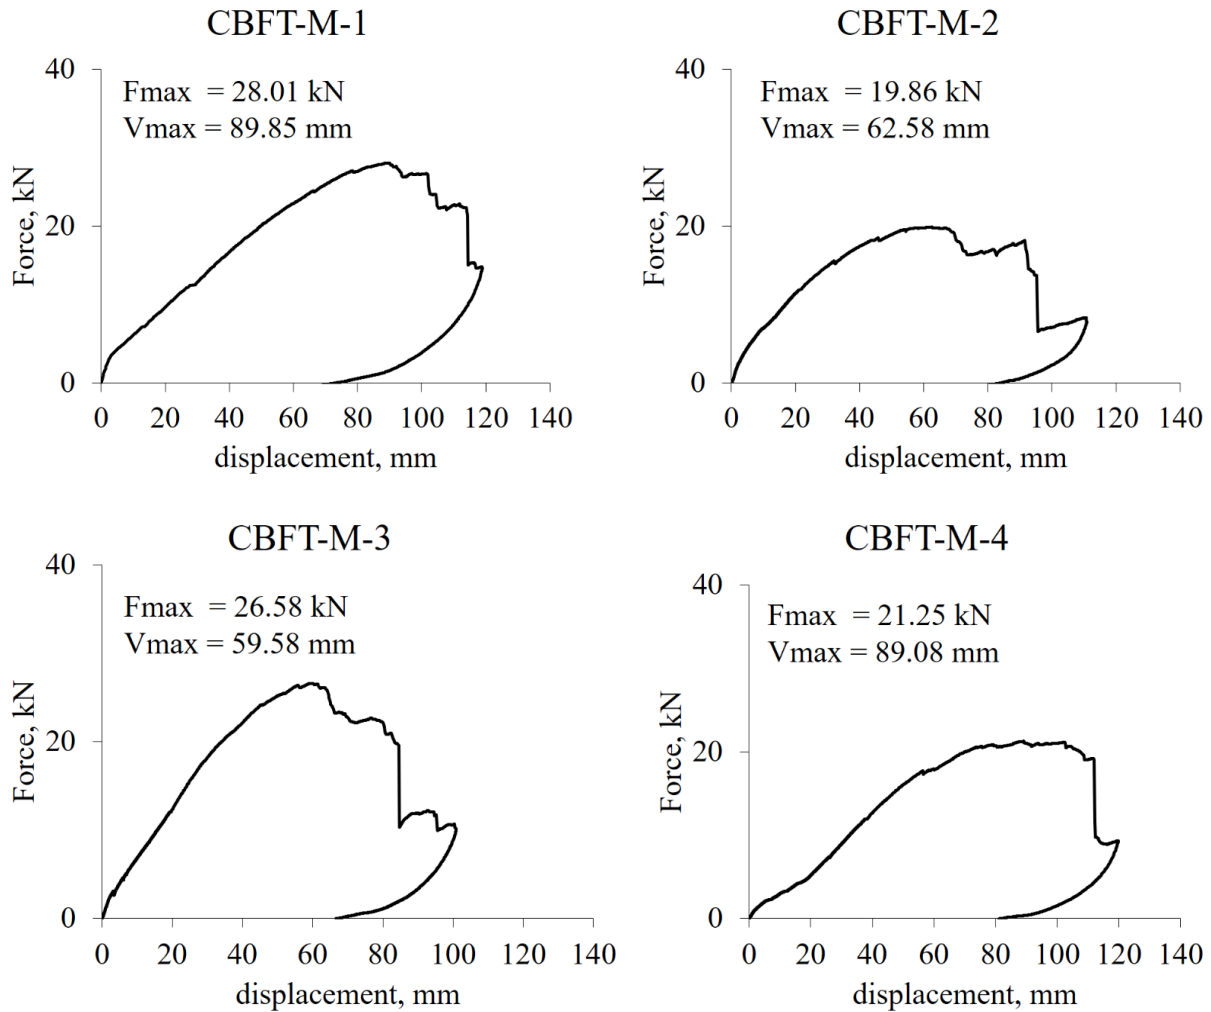 CBFT-M-1
Fmax = 28.01 kN
Vmax = 89.85 mm
40
20
0
Force, kN
0 20 40 60 80 100 120 140
displacement, mm
CBFT-M-2
Fmax = 19.86 kN
Vmax = 62.58 mm
40
20
0
Force, kN
0 20 40 60 80 100 120 140
displacement, mm
CBFT-M-3
Fmax = 26.58 kN
Vmax = 59.58 mm
40
20
0
Force, kN
0 20 40 60 80 100 120 140
displacement, mm
CBFT-M-4
Fmax = 21.25 kN
Vmax = 89.08 mm
40
20
0
Force, kN
0 20 40 60 80 100 120 140
displacement, mm